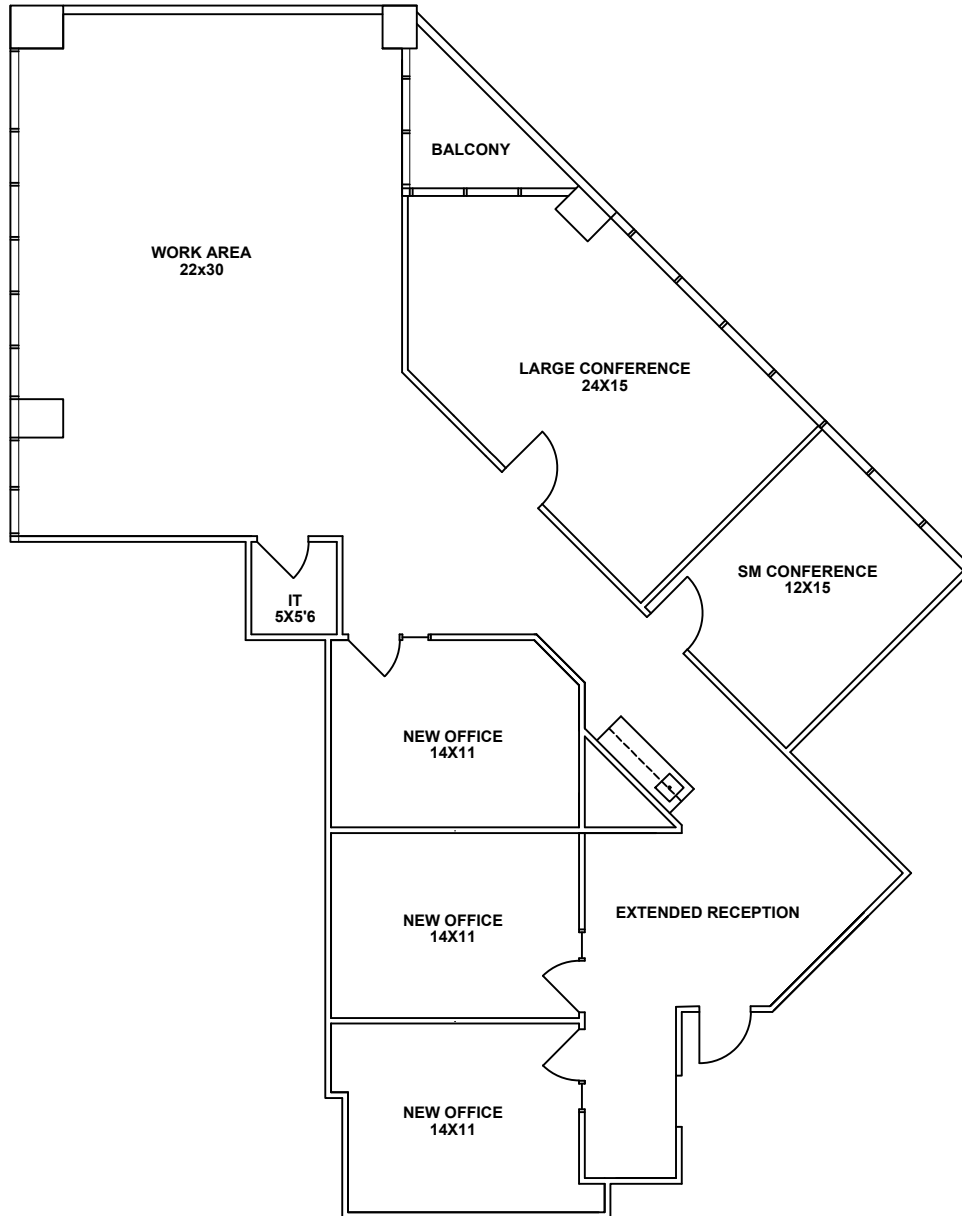 BALCONY
WORK AREA
22x30
LARGE CONFERENCE
24X15
SM CONFERENCE
12X15
IT
5X5'6
NEW OFFICE
14X11
NEW OFFICE
14X11
EXTENDED RECEPTION
NEW OFFICE
14X11